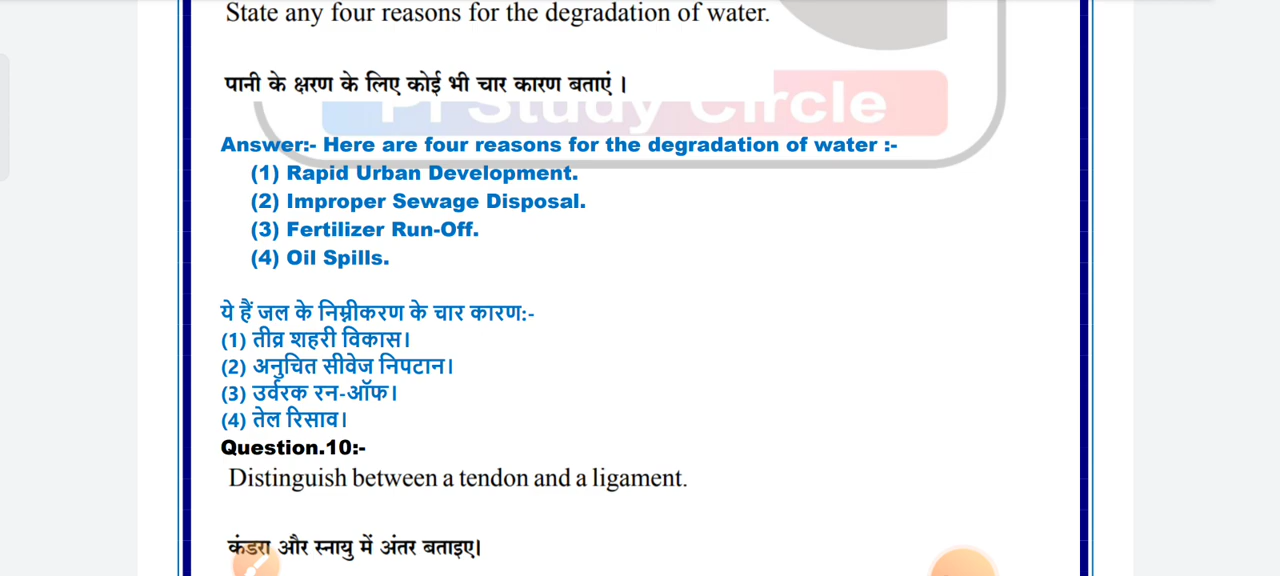 State any four reasons for the degradation of water.
पानी के क्षरण के लिए कोई भी चार कारण बताएं ।
PI Study Circle
Answer:- Here are four reasons for the degradation of water :-
(1) Rapid Urban Development.
(2) Improper Sewage Disposal.
(3) Fertilizer Run-Off.
(4) Oil Spills.
ये हैं जल के निम्नीकरण के चार कारण:-
(1) तीव्र शहरी विकास।
(2) अनुचित सीवेज निपटान।
(3) उर्वरक रन-ऑफ।
(4) तेल रिसाव।
Question.10:-
Distinguish between a tendon and a ligament.
कंडरा और स्नायु में अंतर बताइए।